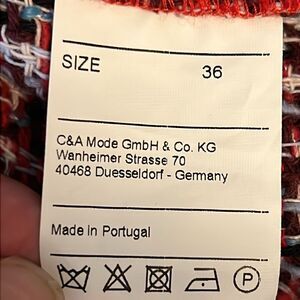 SIZE 36
C&A Mode GmbH & Co. KG
Wanheimer Strasse 70
40468 Duesseldorf - Germany
Made in Portugal
P